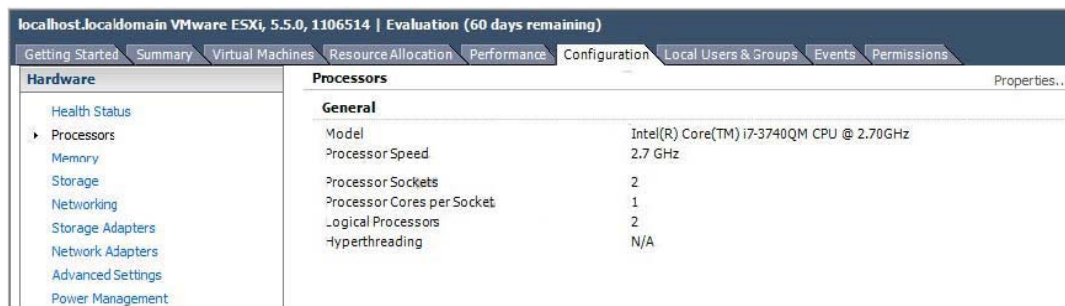 localhost.localdomain VMware ESXi, 5.5.0, 1106514 | Evaluation (60 days remaining)
Getting Started Summary Virtual Machines Resource Allocation Performance Configuration Local Users & Groups Events Permissions
Hardware
Health Status
Processors
Memory
Storage
Networking
Storage Adapters
Network Adapters
Advanced Settings
Power Management
Processors
Properties...
General
Model Intel(R) Core(TM) i7-3740QM CPU @ 2.70GHz
Processor Speed 2.7 GHz
Processor Sockets 2
Processor Cores per Socket 1
Logical Processors 2
Hyperthreading N/A